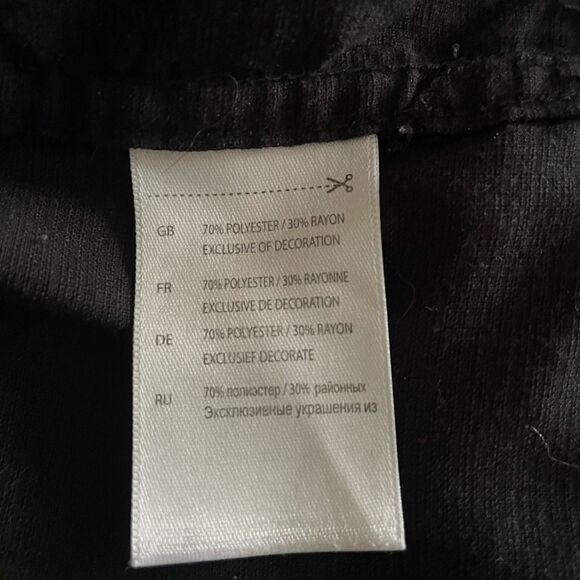 GB 70% POLYESTER / 30% RAYON
EXCLUSIVE OF DECORATION
FR 70% POLYESTER / 30% RAYONNE
EXCLUSIVE DE DECORATION
DE 70% POLYESTER / 30% RAYON
EXCLUSIEF DECORATE
RU 70% полиэстер / 30% районных
Эксклюзивные украшения из